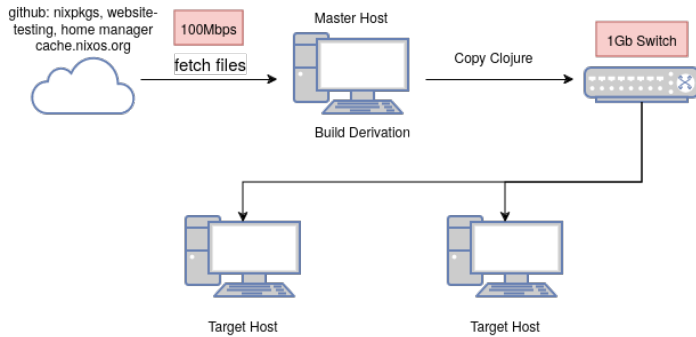 github: nixpkgs, website-
testing, home manager
cache.nixos.org
100Mbps
fetch files
Master Host
Build Derivation
Copy Clojure
1Gb Switch
Target Host
Target Host